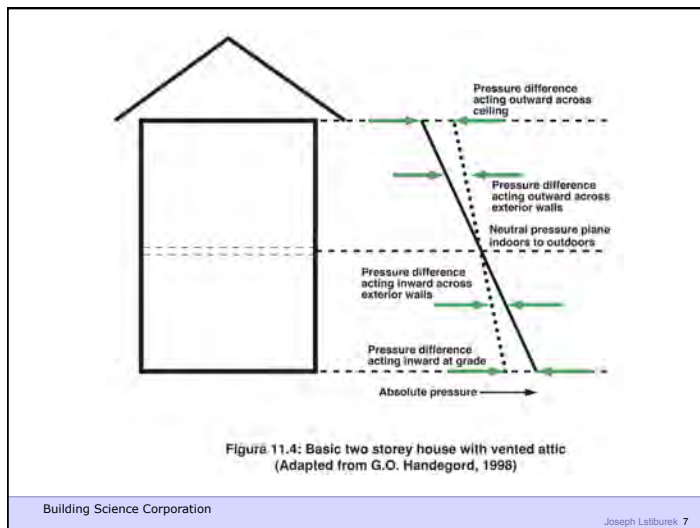 Pressure difference
acting outward across
ceiling
Pressure difference
acting outward across
exterior walls
Neutral pressure plane
indoors to outdoors
Pressure difference
acting inward across
exterior walls
Pressure difference
acting inward at grade
Absolute pressure
Figure 11.4: Basic two storey house with vented attic
(Adapted from G.O. Handegord, 1998)
Building Science Corporation
Joseph Lstiburek 7